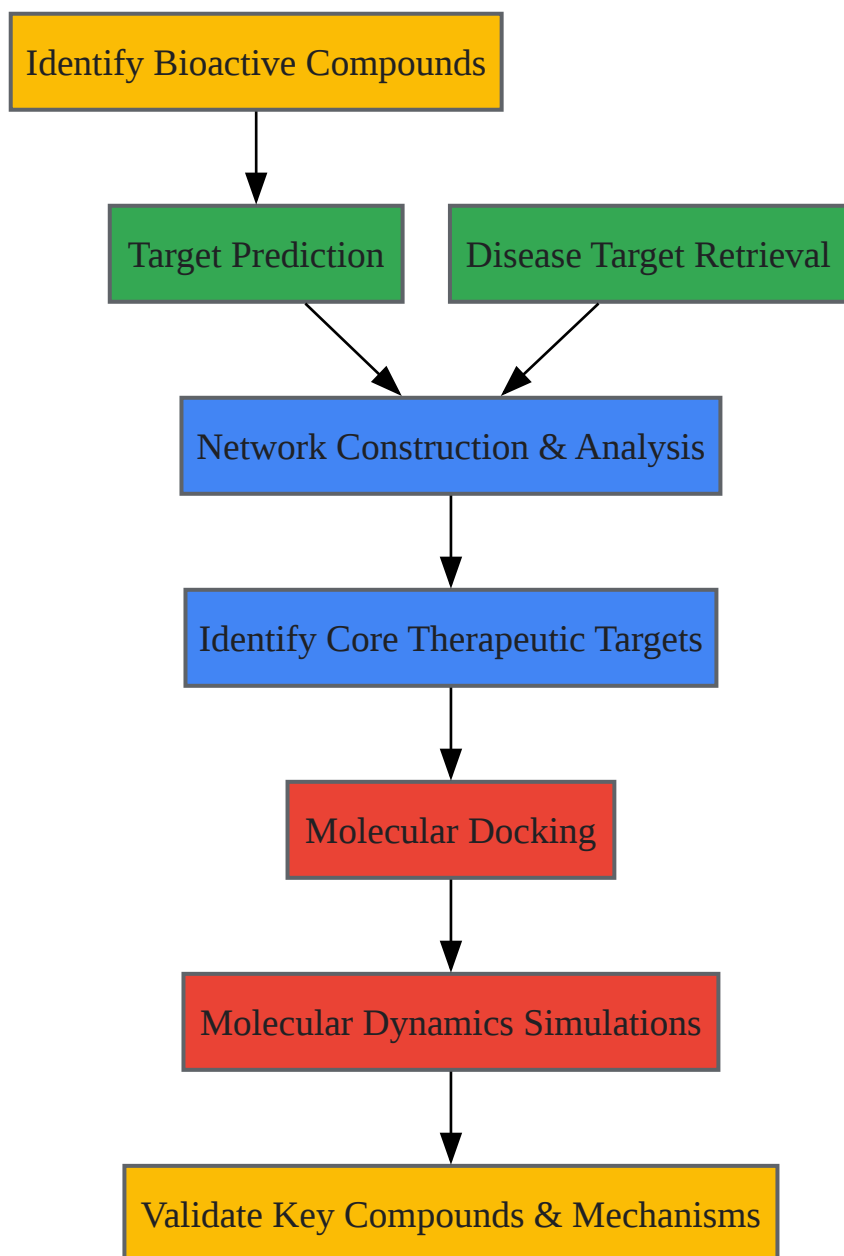 Identify Bioactive Compounds
Target Prediction
Disease Target Retrieval
Network Construction & Analysis
Identify Core Therapeutic Targets
Molecular Docking
Molecular Dynamics Simulations
Validate Key Compounds & Mechanisms